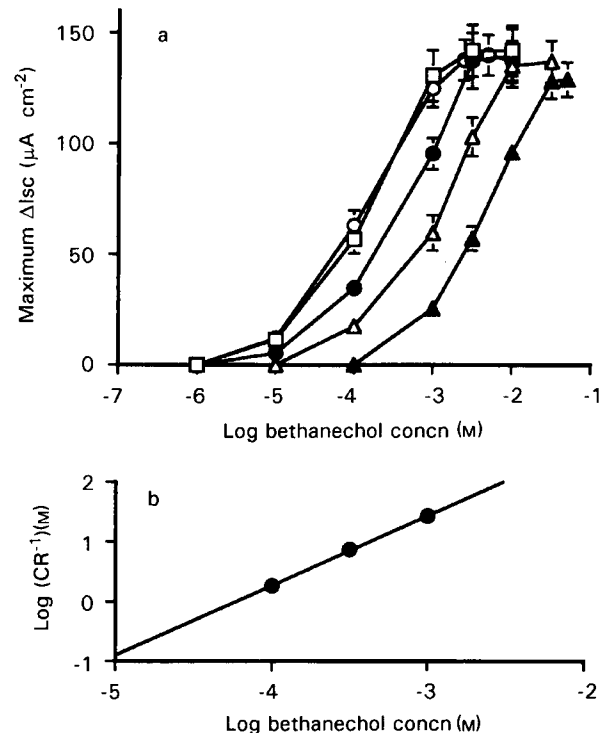 a
Maximum ΔIsc (μA cm⁻²)
150
100
50
0
-7 -6 -5 -4 -3 -2 -1
Log bethanechol concn (M)
b
Log (CR⁻¹)(M)
2
1
0
-1
-5 -4 -3 -2
Log bethanechol concn (M)